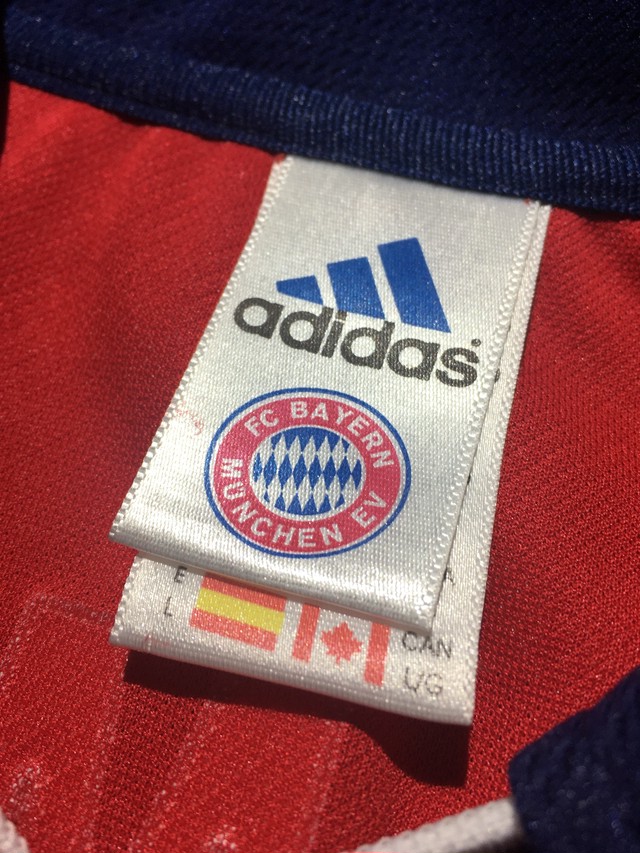 adidas
FC BAYERN
MÜNCHEN EV
E
A
CAN
L
L/G